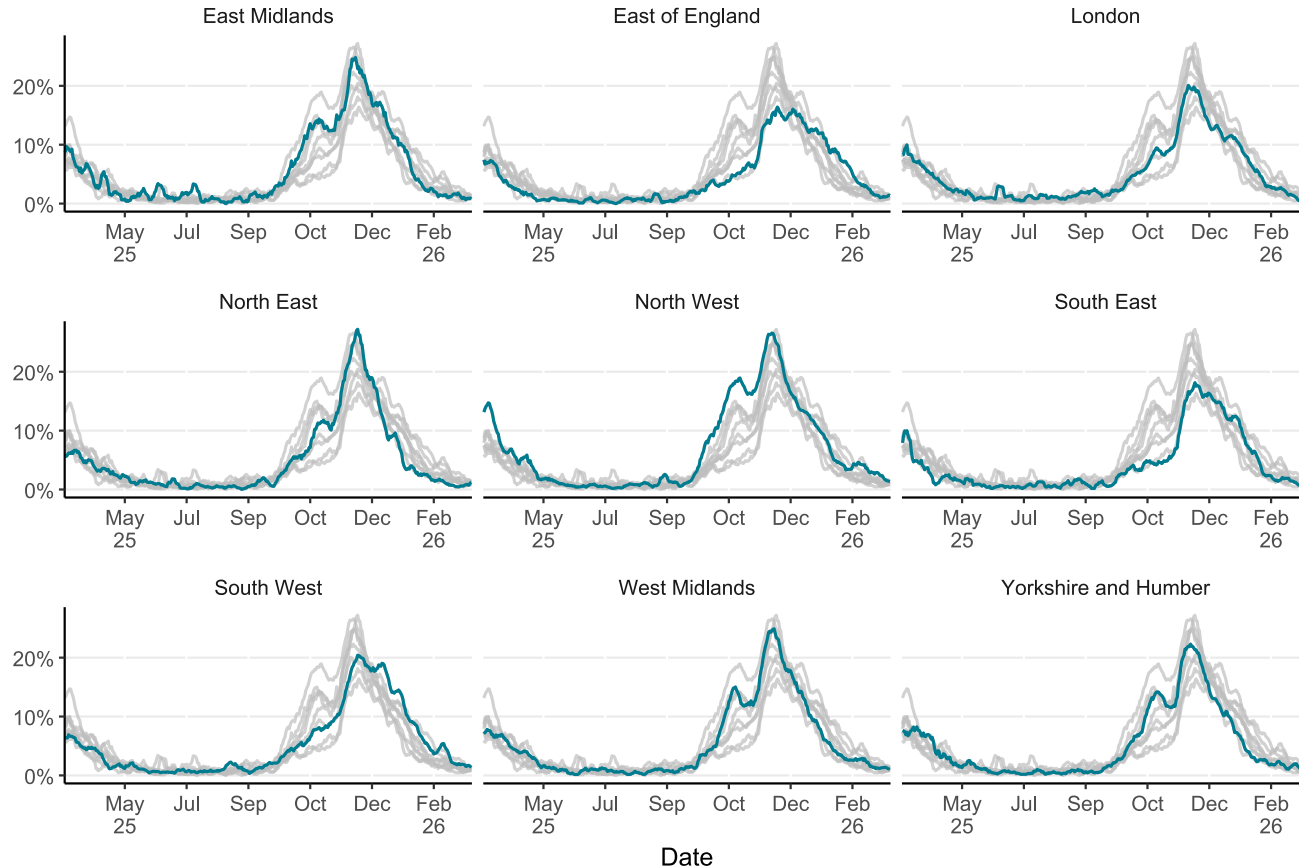 East Midlands East of England London
20%
10%
0%
May Jul Sep Oct Dec Feb May Jul Sep Oct Dec Feb May Jul Sep Oct Dec Feb
25 26 25 26 25 26
North East North West South East
20%
10%
0%
May Jul Sep Oct Dec Feb May Jul Sep Oct Dec Feb May Jul Sep Oct Dec Feb
25 26 25 26 25 26
South West West Midlands Yorkshire and Humber
20%
10%
0%
May Jul Sep Oct Dec Feb May Jul Sep Oct Dec Feb May Jul Sep Oct Dec Feb
25 26 25 26 25 26
Date